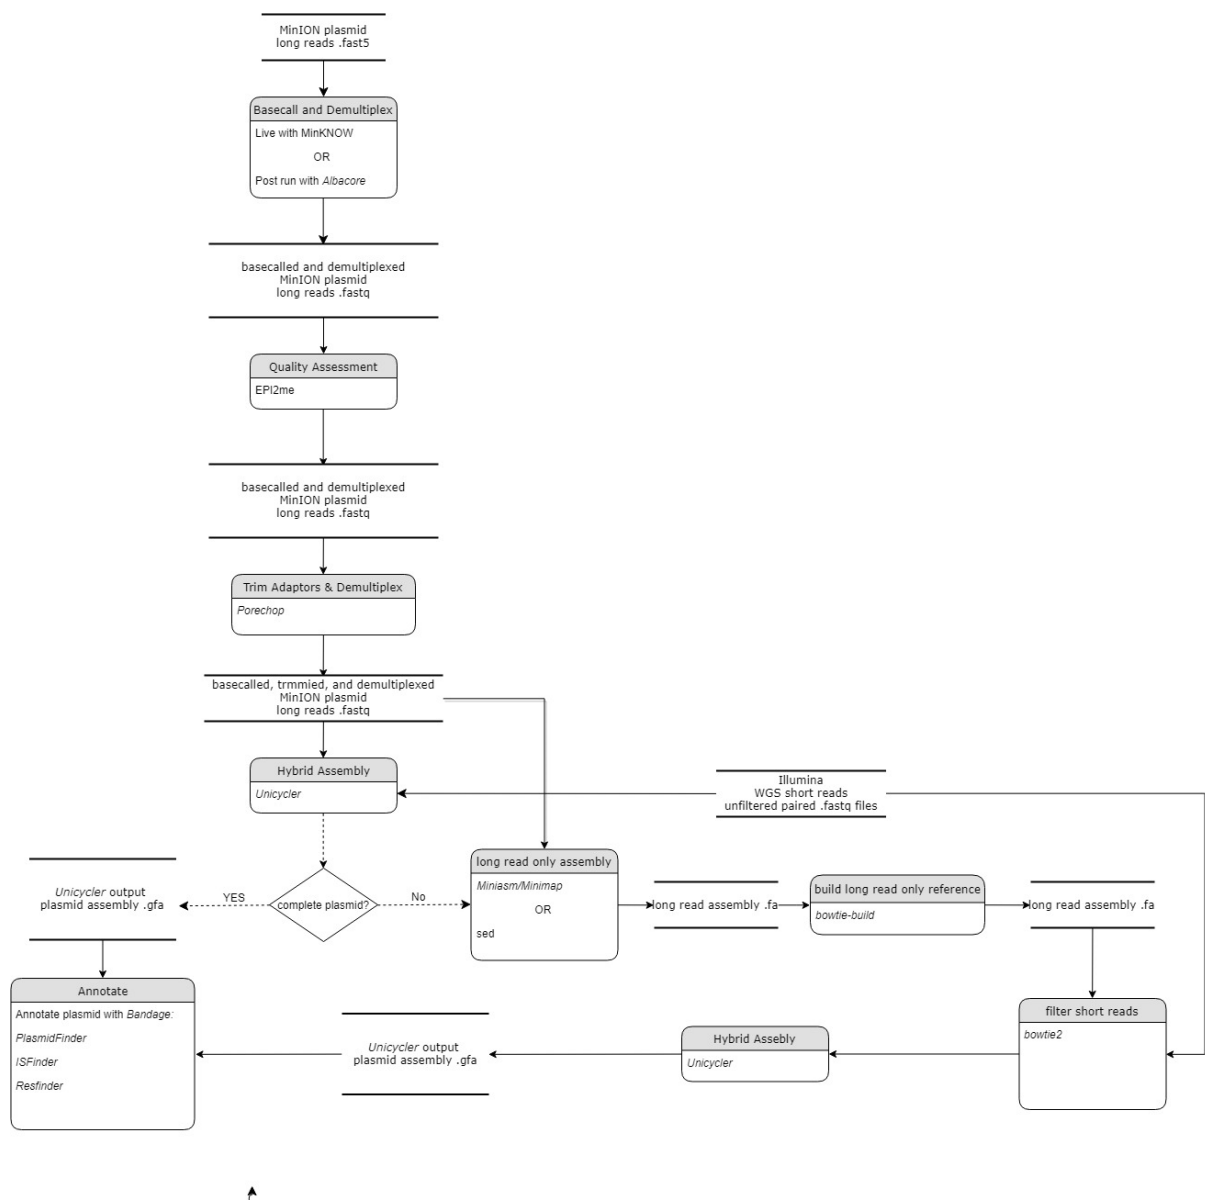 MinION plasmid
long reads .fast5
Basecall and Demultiplex
Live with MinKNOW
OR
Post run with Albacore
basecalled and demultiplexed
MinION plasmid
long reads .fastq
Quality Assessment
EPI2me
basecalled and demultiplexed
MinION plasmid
long reads .fastq
Trim Adaptors & Demultiplex
Porechop
basecalled, trmmied, and demultiplexed
MinION plasmid
long reads .fastq
Hybrid Assembly
Unicycler
Illumina
WGS short reads
unfiltered paired .fastq files
complete plasmid?
YES
No
Unicycler output
plasmid assembly .gfa
long read only assembly
Miniasm/Minimap
OR
sed
long read assembly .fa
build long read only reference
bowtie-build
long read assembly .fa
filter short reads
bowtie2
Hybrid Assebly
Unicycler
Unicycler output
plasmid assembly .gfa
Annotate
Annotate plasmid with Bandage:
PlasmidFinder
ISFinder
Resfinder